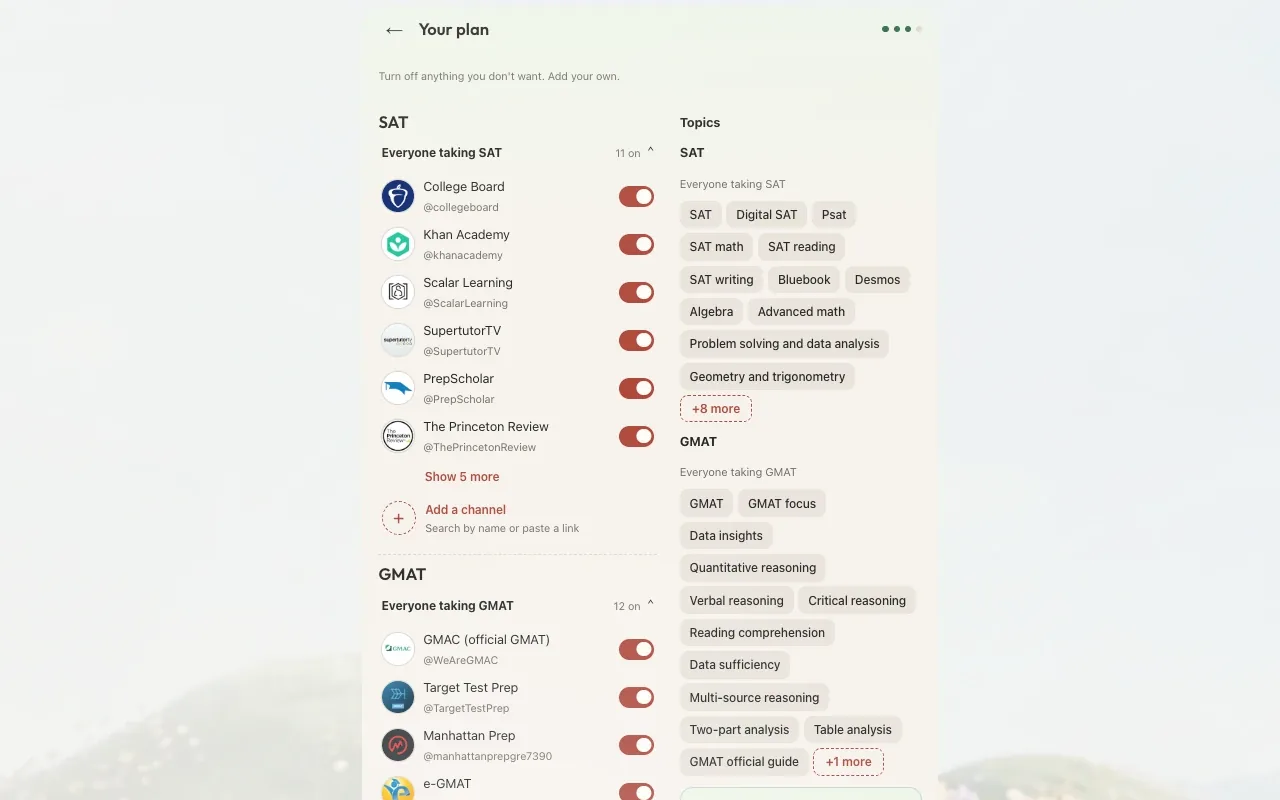 ← Your plan
Turn off anything you don't want. Add your own.
SAT
Everyone taking SAT
11 on
College Board
@collegeboard
Khan Academy
@khanacademy
Scalar Learning
@ScalarLearning
supertutortv
SupertutorTV
@SupertutorTV
PrepScholar
@PrepScholar
The Princeton Review
The Princeton Review
@ThePrincetonReview
Show 5 more
+ Add a channel
Search by name or paste a link
GMAT
Everyone taking GMAT
12 on
GMAC
GMAC (official GMAT)
@WeAreGMAC
Target Test Prep
@TargetTestPrep
Manhattan Prep
@manhattanprepgre7390
e-GMAT
Topics
SAT
Everyone taking SAT
SAT Digital SAT Psat
SAT math SAT reading
SAT writing Bluebook Desmos
Algebra Advanced math
Problem solving and data analysis
Geometry and trigonometry
+8 more
GMAT
Everyone taking GMAT
GMAT GMAT focus
Data insights
Quantitative reasoning
Verbal reasoning Critical reasoning
Reading comprehension
Data sufficiency
Multi-source reasoning
Two-part analysis Table analysis
GMAT official guide +1 more